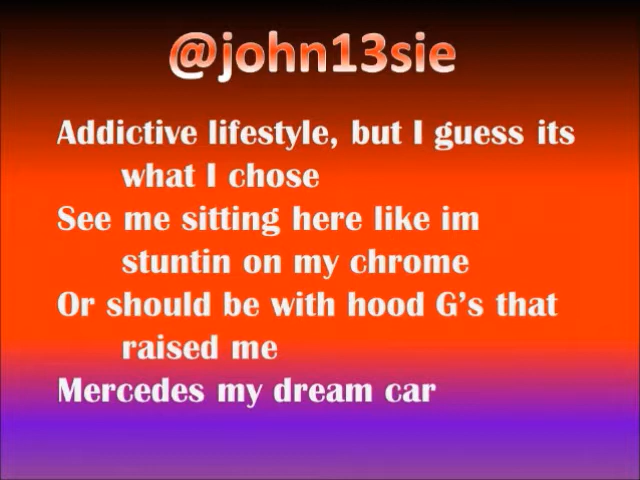 @john13sie
Addictive lifestyle, but I guess its
what I chose
See me sitting here like im
stuntin on my chrome
Or should be with hood G's that
raised me
Mercedes my dream car